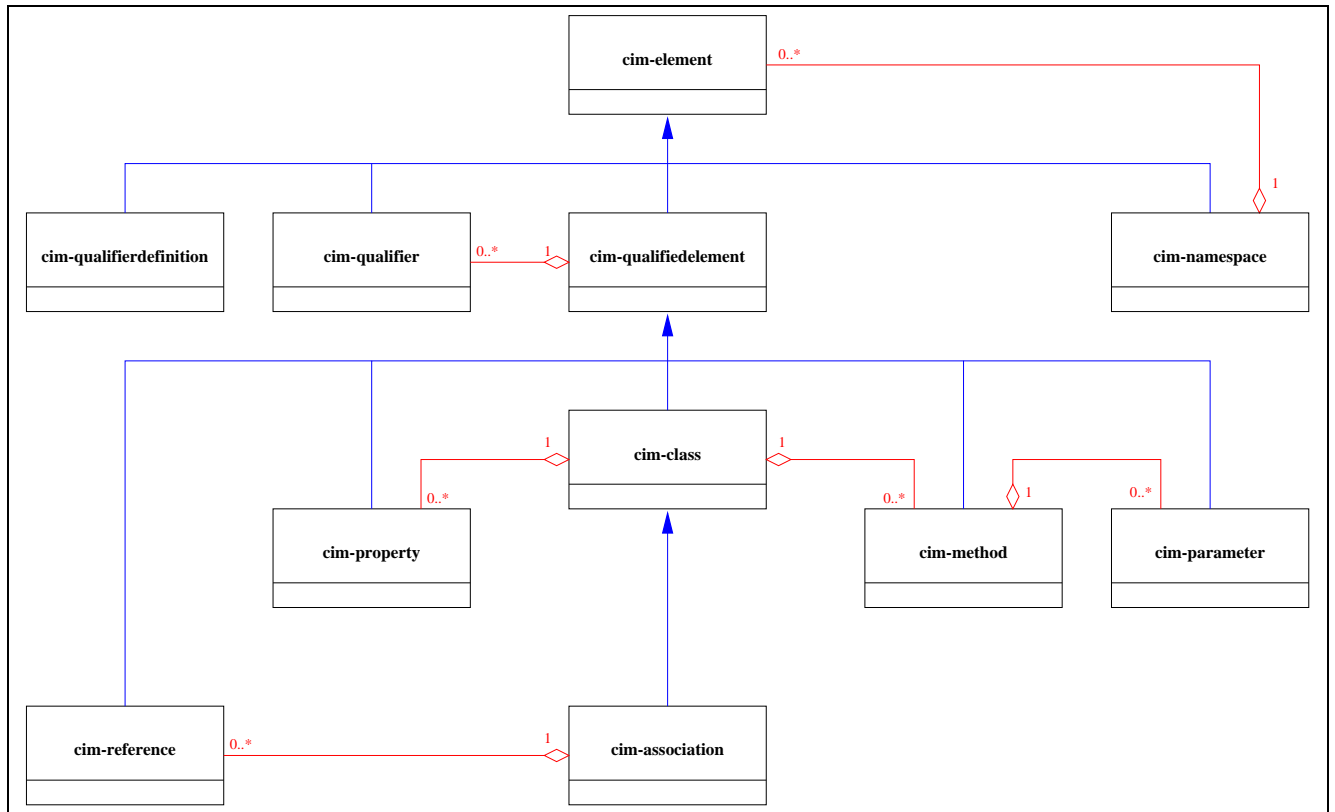 cim-element
0..*
1
cim-qualifierdefinition
cim-qualifier
0..*
1
cim-qualifiedelement
cim-namespace
cim-class
1
1
0..*
0..*
1
0..*
cim-property
cim-method
cim-parameter
cim-reference
0..*
1
cim-association